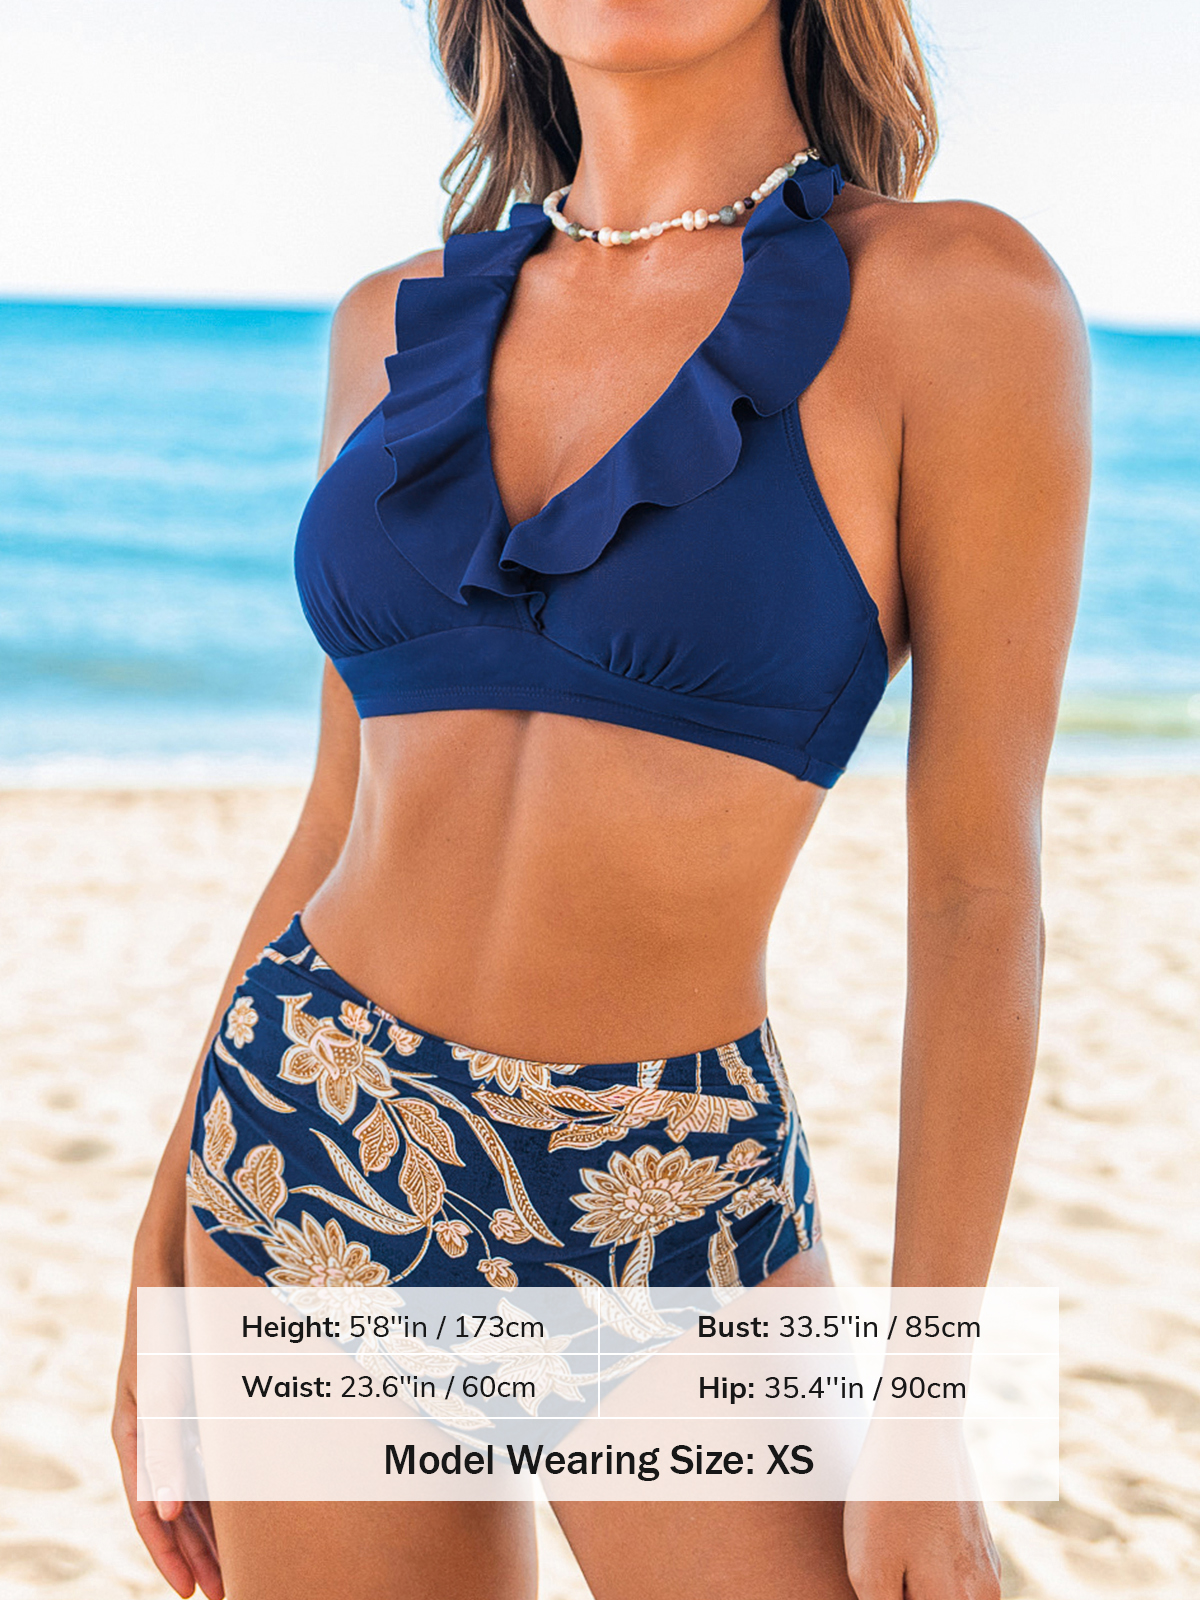 Height: 5'8''in / 173cm
Bust: 33.5''in / 85cm
Waist: 23.6''in / 60cm
Hip: 35.4''in / 90cm
Model Wearing Size: XS